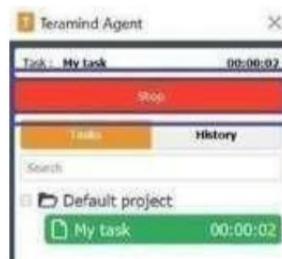 Teramind Agent
Task: My task 00:00:02
Stop
Tasks History
Search
Default project
My task 00:00:02